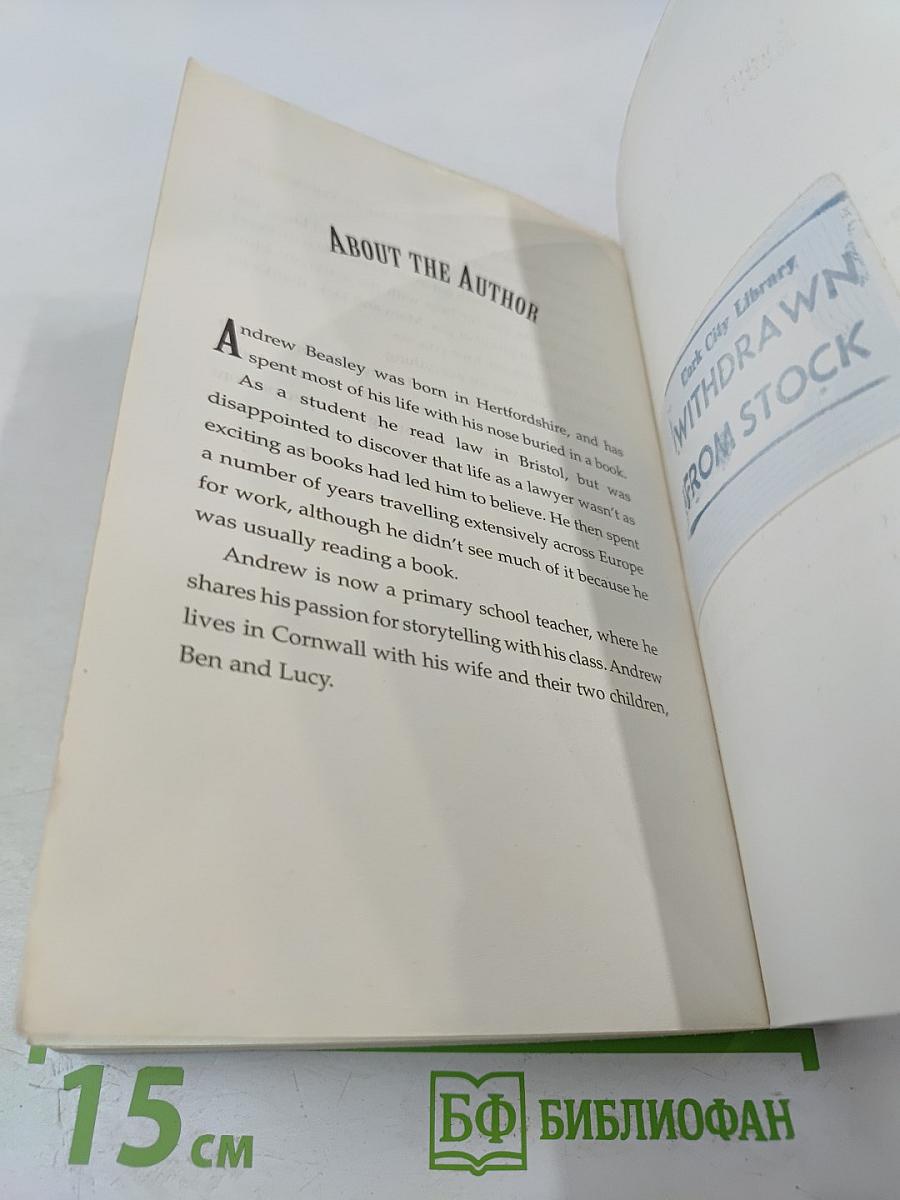 ABOUT THE AUTHOR
Andrew Beasley was born in Hertfordshire, and has
spent most of his life with his nose buried in a book.
As a student he read law in Bristol, but was
disappointed to discover that life as a lawyer wasn't as
exciting as books had led him to believe. He then spent
a number of years travelling extensively across Europe
for work, although he didn't see much of it because he
was usually reading a book.
Andrew is now a primary school teacher, where he
shares his passion for storytelling with his class. Andrew
lives in Cornwall with his wife and their two children,
Ben and Lucy.
Cork City Library
WITHDRAWN
FROM STOCK
15 см
БФ БИБЛИОФАН